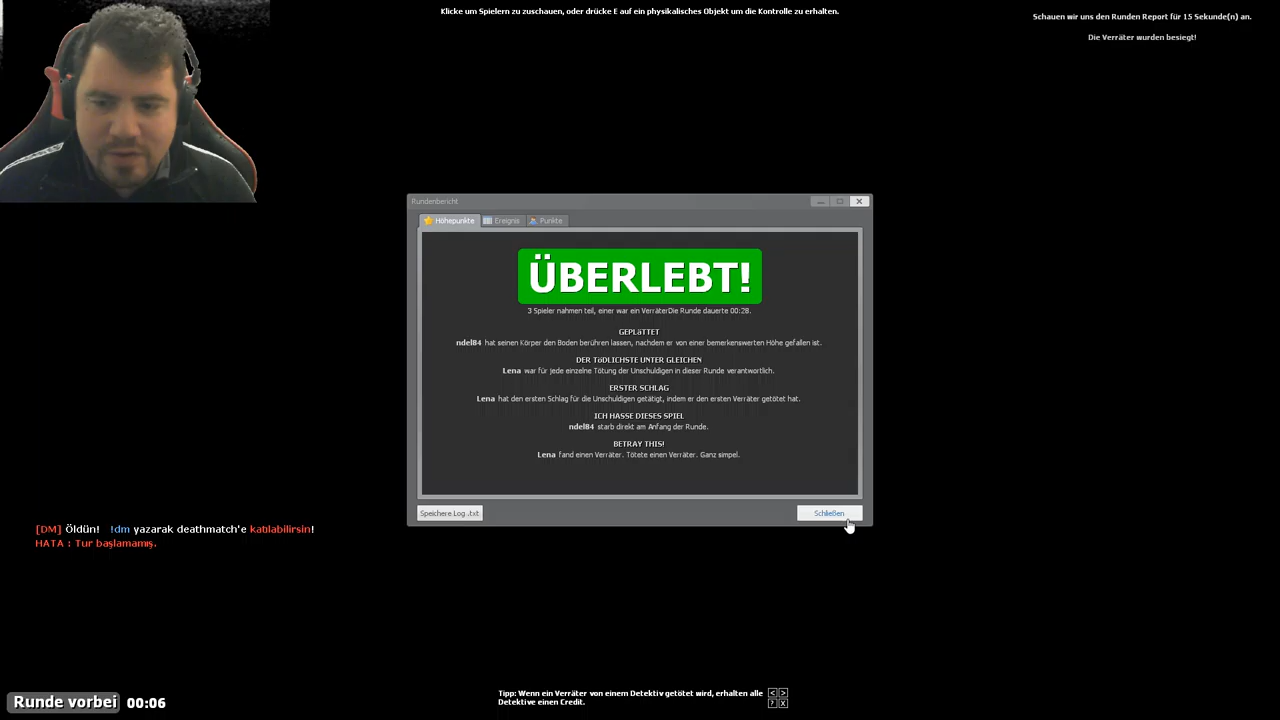 Klicke um Spielern zu zuschauen, oder drücke E auf ein physikalisches Objekt um die Kontrolle zu erhalten.
Schauen wir uns den Runden Report für 15 Sekunde(n) an.
Die Verräter wurden besiegt!
Rundenbericht
Höhepunkte Ereignis Punkte
ÜBERLEBT!
3 Spieler nahmen teil, einer war ein VerräterDie Runde dauerte 00:28.
GEPLäTTET
ndel84 hat seinen Körper den Boden berühren lassen, nachdem er von einer bemerkenswerten Höhe gefallen ist.
DER TöDLICHSTE UNTER GLEICHEN
Lena war für jede einzelne Tötung der Unschuldigen in dieser Runde verantwortlich.
ERSTER SCHLAG
Lena hat den ersten Schlag für die Unschuldigen getätigt, indem er den ersten Verräter getötet hat.
ICH HASSE DIESES SPIEL
ndel84 starb direkt am Anfang der Runde.
BETRAY THIS!
Lena fand einen Verräter. Tötete einen Verräter. Ganz simpel.
Speichere Log .txt
Schließen
[DM] Öldün! !dm yazarak deathmatch'e katılabilirsin!
HATA : Tur başlamamış.
Runde vorbei 00:06
Tipp: Wenn ein Verräter von einem Detektiv getötet wird, erhalten alle < >
Detektive einen Credit. ? X